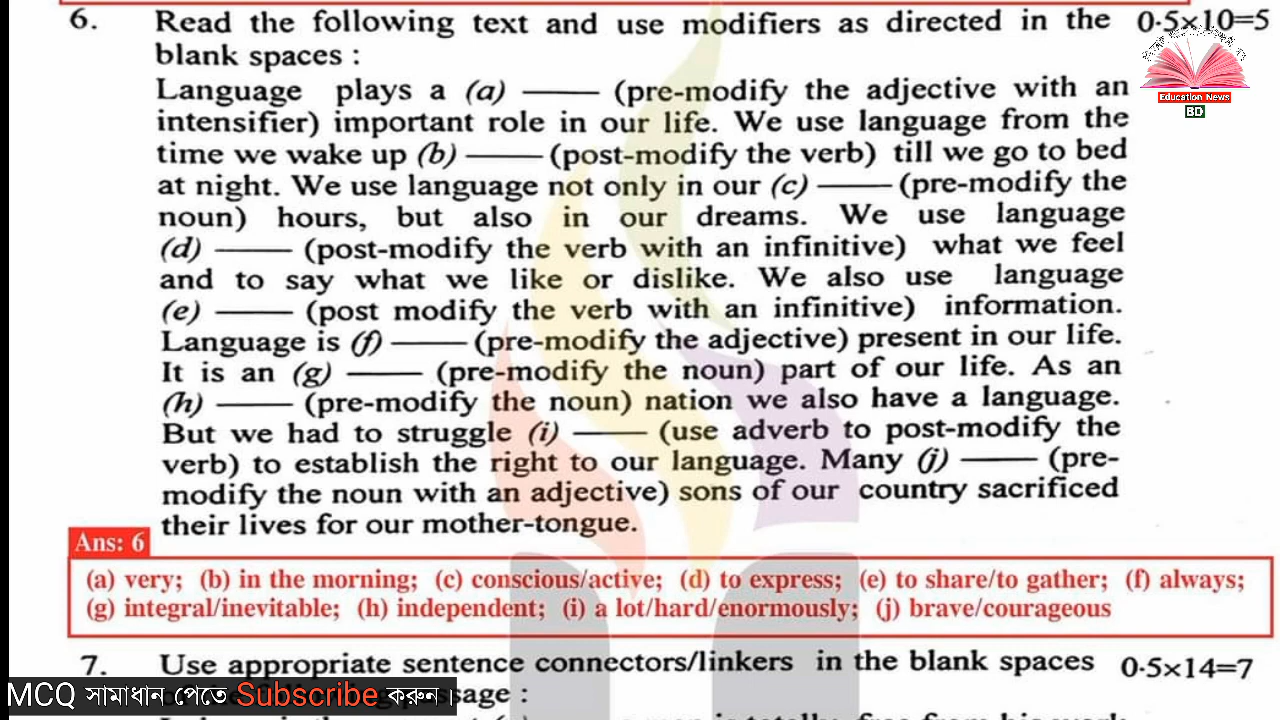 6. Read the following text and use modifiers as directed in the 0·5×10=5
blank spaces :
Language plays a (a) —— (pre-modify the adjective with an
intensifier) important role in our life. We use language from the
time we wake up (b) —— (post-modify the verb) till we go to bed
at night. We use language not only in our (c) —— (pre-modify the
noun) hours, but also in our dreams. We use language
(d) —— (post-modify the verb with an infinitive) what we feel
and to say what we like or dislike. We also use language
(e) —— (post modify the verb with an infinitive) information.
Language is (f) —— (pre-modify the adjective) present in our life.
It is an (g) —— (pre-modify the noun) part of our life. As an
(h) —— (pre-modify the noun) nation we also have a language.
But we had to struggle (i) —— (use adverb to post-modify the
verb) to establish the right to our language. Many (j) —— (pre-
modify the noun with an adjective) sons of our country sacrificed
their lives for our mother-tongue.
Education News
BD
Ans: 6
(a) very; (b) in the morning; (c) conscious/active; (d) to express; (e) to share/to gather; (f) always;
(g) integral/inevitable; (h) independent; (i) a lot/hard/enormously; (j) brave/courageous
7. Use appropriate sentence connectors/linkers in the blank spaces 0·5×14=7
ssage :
MCQ সামাধান পেতে Subscribe করুন।